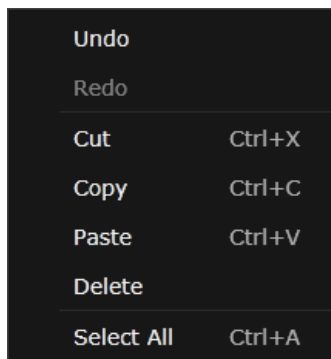 Undo
Redo
Cut Ctrl+X
Copy Ctrl+C
Paste Ctrl+V
Delete
Select All Ctrl+A